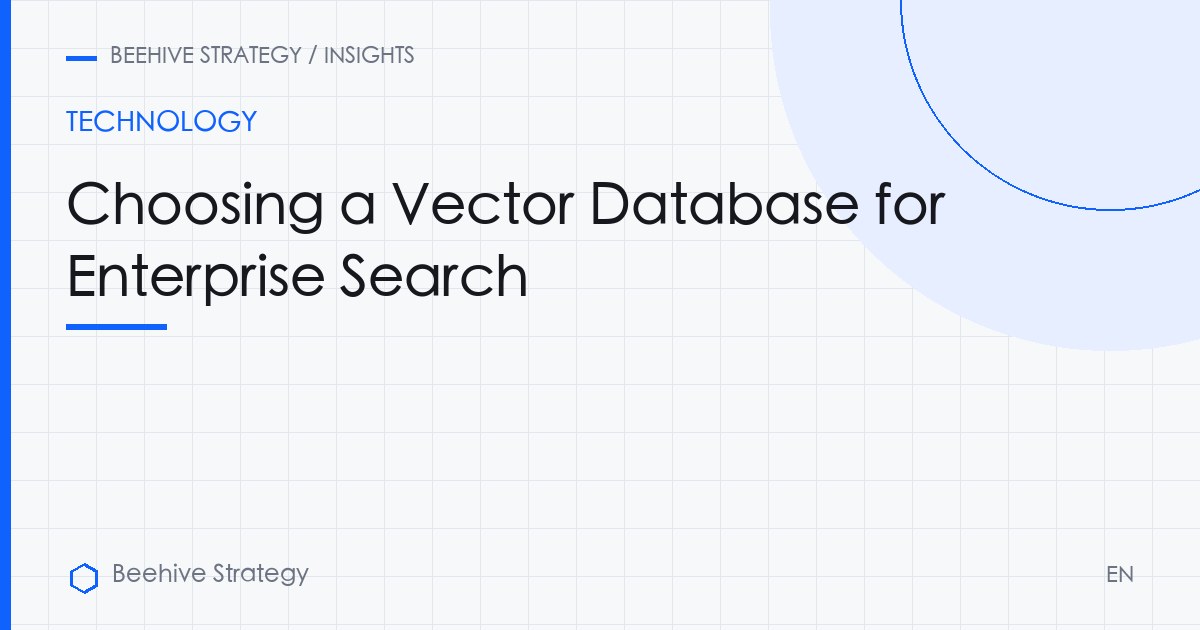 BEEHIVE STRATEGY / INSIGHTS
TECHNOLOGY
Choosing a Vector Database for
Enterprise Search
Beehive Strategy
EN